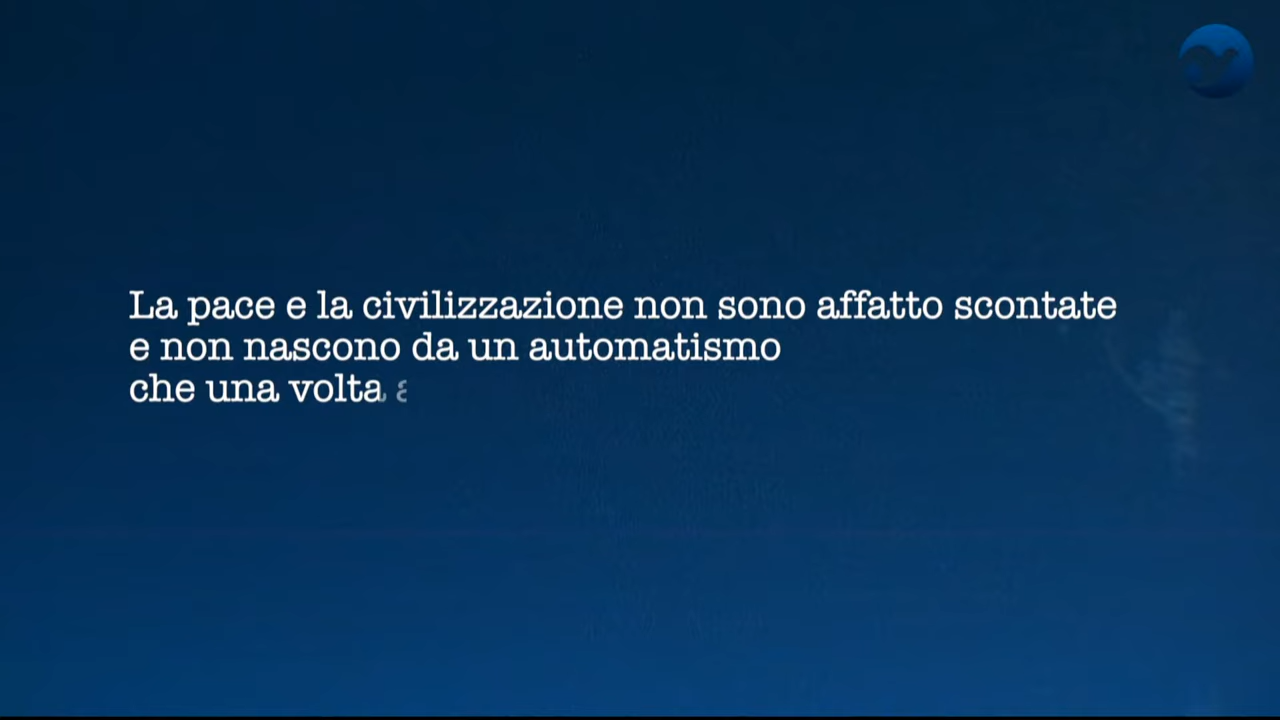 La pace e la civilizzazione non sono affatto scontate
e non nascono da un automatismo
che una volta